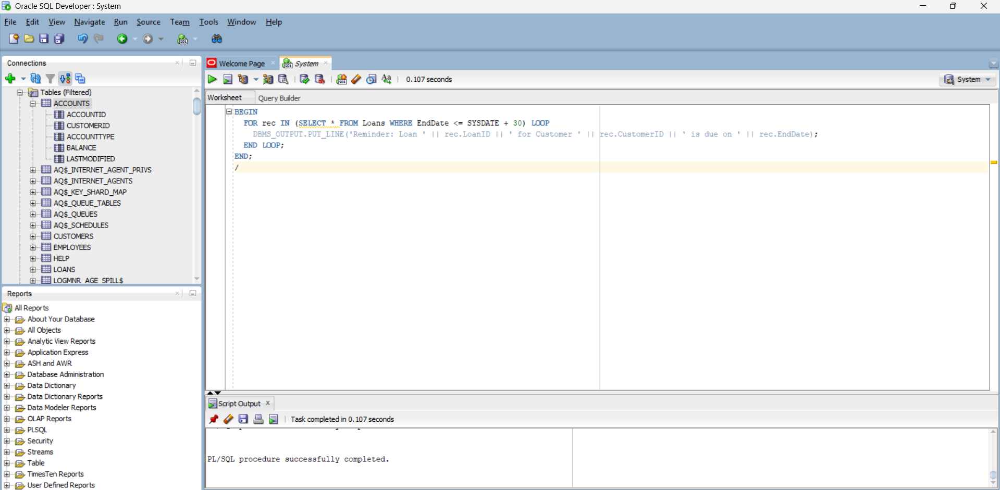 Oracle SQL Developer : System
File Edit View Navigate Run Source Team Tools Window Help
Connections
Tables (Filtered)
ACCOUNTS
ACCOUNTID
CUSTOMERID
ACCOUNTTYPE
BALANCE
LASTMODIFIED
AQ$_INTERNET_AGENT_PRIVS
AQ$_INTERNET_AGENTS
AQ$_KEY_SHARD_MAP
AQ$_QUEUE_TABLES
AQ$_QUEUES
AQ$_SCHEDULES
CUSTOMERS
EMPLOYEES
HELP
LOANS
LOGMNR_AGE_SPILL$
Reports
All Reports
About Your Database
All Objects
Analytic View Reports
Application Express
ASH and AWR
Database Administration
Data Dictionary
Data Dictionary Reports
Data Modeler Reports
OLAP Reports
PLSQL
Security
Streams
Table
TimesTen Reports
User Defined Reports
Welcome Page System
0.107 seconds System
Worksheet Query Builder
BEGIN
FOR rec IN (SELECT * FROM Loans WHERE EndDate <= SYSDATE + 30) LOOP
DBMS_OUTPUT.PUT_LINE('Reminder: Loan ' || rec.LoanID || ' for Customer ' || rec.CustomerID || ' is due on ' || rec.EndDate);
END LOOP;
END;
/
Script Output
Task completed in 0.107 seconds
PL/SQL procedure successfully completed.